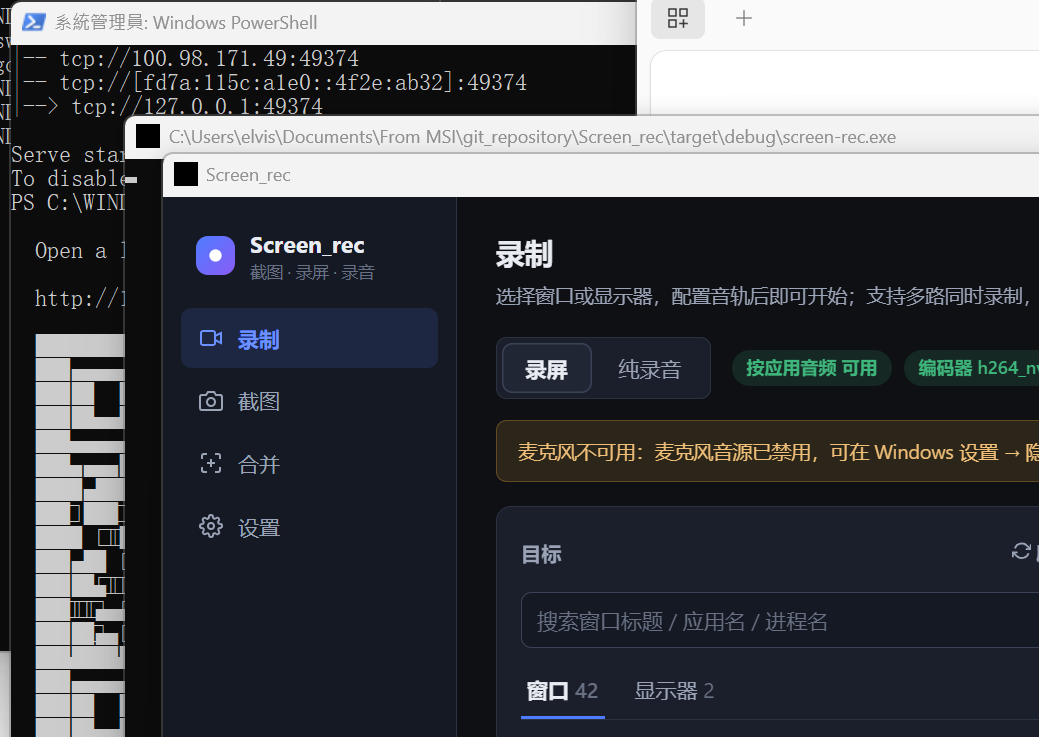 系統管理員: Windows PowerShell
-- tcp://100.98.171.49:49374
-- tcp://[fd7a:115c:a1e0::4f2e:ab32]:49374
--> tcp://127.0.0.1:49374
Serve star
To disable
PS C:\WIND
Open a
http://
C:\Users\elvis\Documents\From MSI\git_repository\Screen_rec\target\debug\screen-rec.exe
Screen_rec
Screen_rec
截图 · 录屏 · 录音
录制
截图
合并
设置
录制
选择窗口或显示器，配置音轨后即可开始；支持多路同时录制，
录屏 纯录音 按应用音频 可用 编码器 h264_nv
麦克风不可用：麦克风音源已禁用，可在 Windows 设置 → 隐
目标
搜索窗口标题 / 应用名 / 进程名
窗口 42 显示器 2